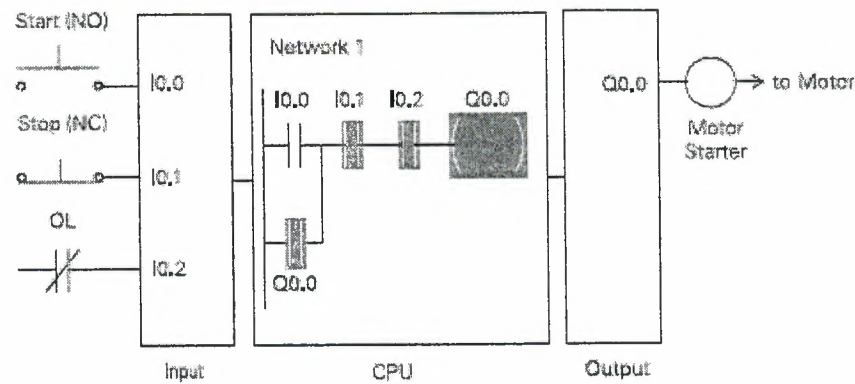 Start (NO)
I0.0
Stop (NC)
I0.1
OL
I0.2
Input
Network 1
I0.0 I0.1 I0.2 Q0.0
Q0.0
CPU
Q0.0
to Motor
Motor
Starter
Output